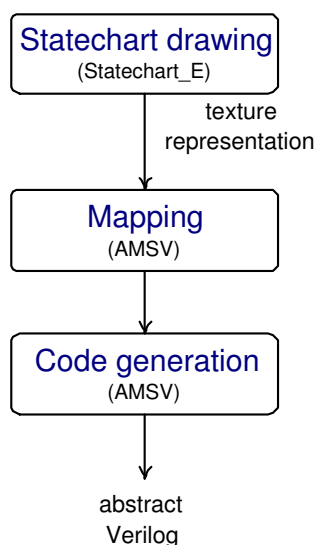 Statechart drawing
(Statechart_E)
texture
representation
Mapping
(AMSV)
Code generation
(AMSV)
abstract
Verilog